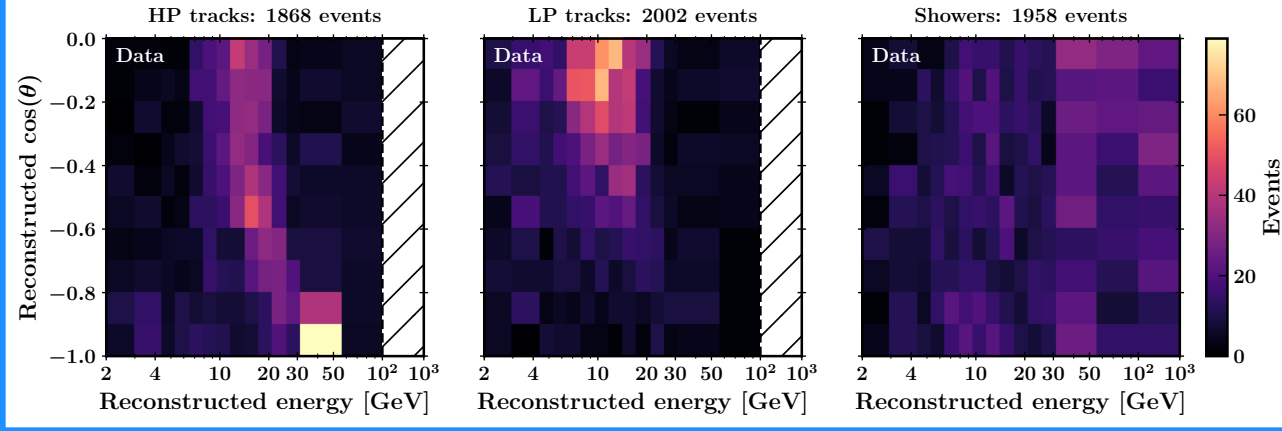 HP tracks: 1868 events
LP tracks: 2002 events
Showers: 1958 events
Data
Data
Data
Reconstructed cos(θ)
0.0
−0.2
−0.4
−0.6
−0.8
−1.0
2 4 10 20 30 10² 10³
2 4 10 20 30 10² 10³
2 4 10 20 30 10² 10³
Reconstructed energy [GeV]
Reconstructed energy [GeV]
Reconstructed energy [GeV]
60
40
20
0
Events